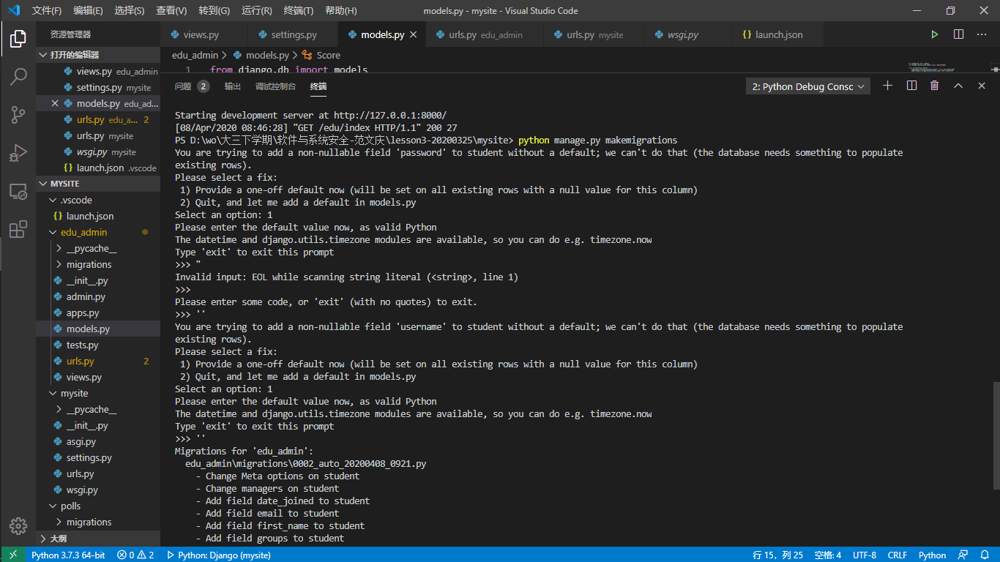 文件(F) 编辑(E) 选择(S) 查看(V) 转到(G) 运行(R) 终端(T) 帮助(H) models.py - mysite - Visual Studio Code
资源管理器
views.py settings.py models.py urls.py edu_admin urls.py mysite wsgi.py launch.json
打开的编辑器
views.py edu_admin
settings.py mysite
models.py edu_ad...
urls.py edu_a... 2
urls.py mysite
wsgi.py mysite
launch.json .vscode
MYSITE
.vscode
launch.json
edu_admin
__pycache__
migrations
__init__.py
admin.py
apps.py
models.py
tests.py
urls.py 2
views.py
mysite
__pycache__
__init__.py
asgi.py
settings.py
urls.py
wsgi.py
polls
migrations
大纲
edu_admin > models.py > Score
1 from django.db import models
问题 2 输出 调试控制台 终端 2: Python Debug Consc
Starting development server at http://127.0.0.1:8000/
[08/Apr/2020 08:46:28] "GET /edu/index HTTP/1.1" 200 27
PS D:\wo\大三下学期\软件与系统安全-范文庆\lesson3-20200325\mysite> python manage.py makemigrations
You are trying to add a non-nullable field 'password' to student without a default; we can't do that (the database needs something to populate
existing rows).
Please select a fix:
1) Provide a one-off default now (will be set on all existing rows with a null value for this column)
2) Quit, and let me add a default in models.py
Select an option: 1
Please enter the default value now, as valid Python
The datetime and django.utils.timezone modules are available, so you can do e.g. timezone.now
Type 'exit' to exit this prompt
>>> "
Invalid input: EOL while scanning string literal (<string>, line 1)
>>>
Please enter some code, or 'exit' (with no quotes) to exit.
>>> ''
You are trying to add a non-nullable field 'username' to student without a default; we can't do that (the database needs something to populate
existing rows).
Please select a fix:
1) Provide a one-off default now (will be set on all existing rows with a null value for this column)
2) Quit, and let me add a default in models.py
Select an option: 1
Please enter the default value now, as valid Python
The datetime and django.utils.timezone modules are available, so you can do e.g. timezone.now
Type 'exit' to exit this prompt
>>> ''
Migrations for 'edu_admin':
edu_admin\migrations\0002_auto_20200408_0921.py
- Change Meta options on student
- Change managers on student
- Add field date_joined to student
- Add field email to student
- Add field first_name to student
- Add field groups to student
Python 3.7.3 64-bit 0 2 Python: Django (mysite) 行 15，列 25 空格: 4 UTF-8 CRLF Python